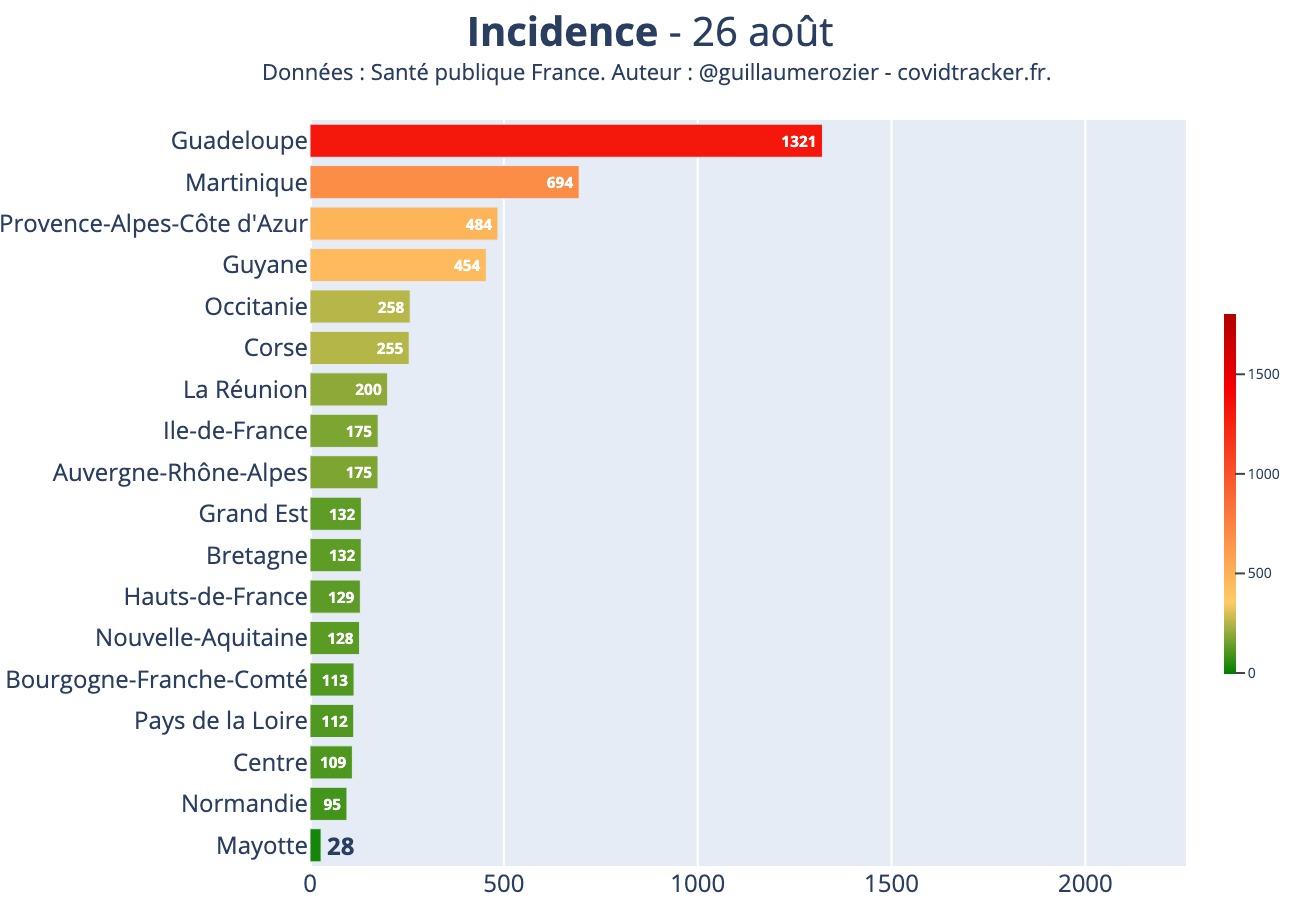 Incidence - 26 août
Données : Santé publique France. Auteur : @guillaumerozier - covidtracker.fr.
Guadeloupe 1321
Martinique 694
Provence-Alpes-Côte d'Azur 484
Guyane 454
Occitanie 258
Corse 255
La Réunion 200
Ile-de-France 175
Auvergne-Rhône-Alpes 175
Grand Est 132
Bretagne 132
Hauts-de-France 129
Nouvelle-Aquitaine 128
Bourgogne-Franche-Comté 113
Pays de la Loire 112
Centre 109
Normandie 95
Mayotte 28
0 500 1000 1500 2000
1500
1000
500
0